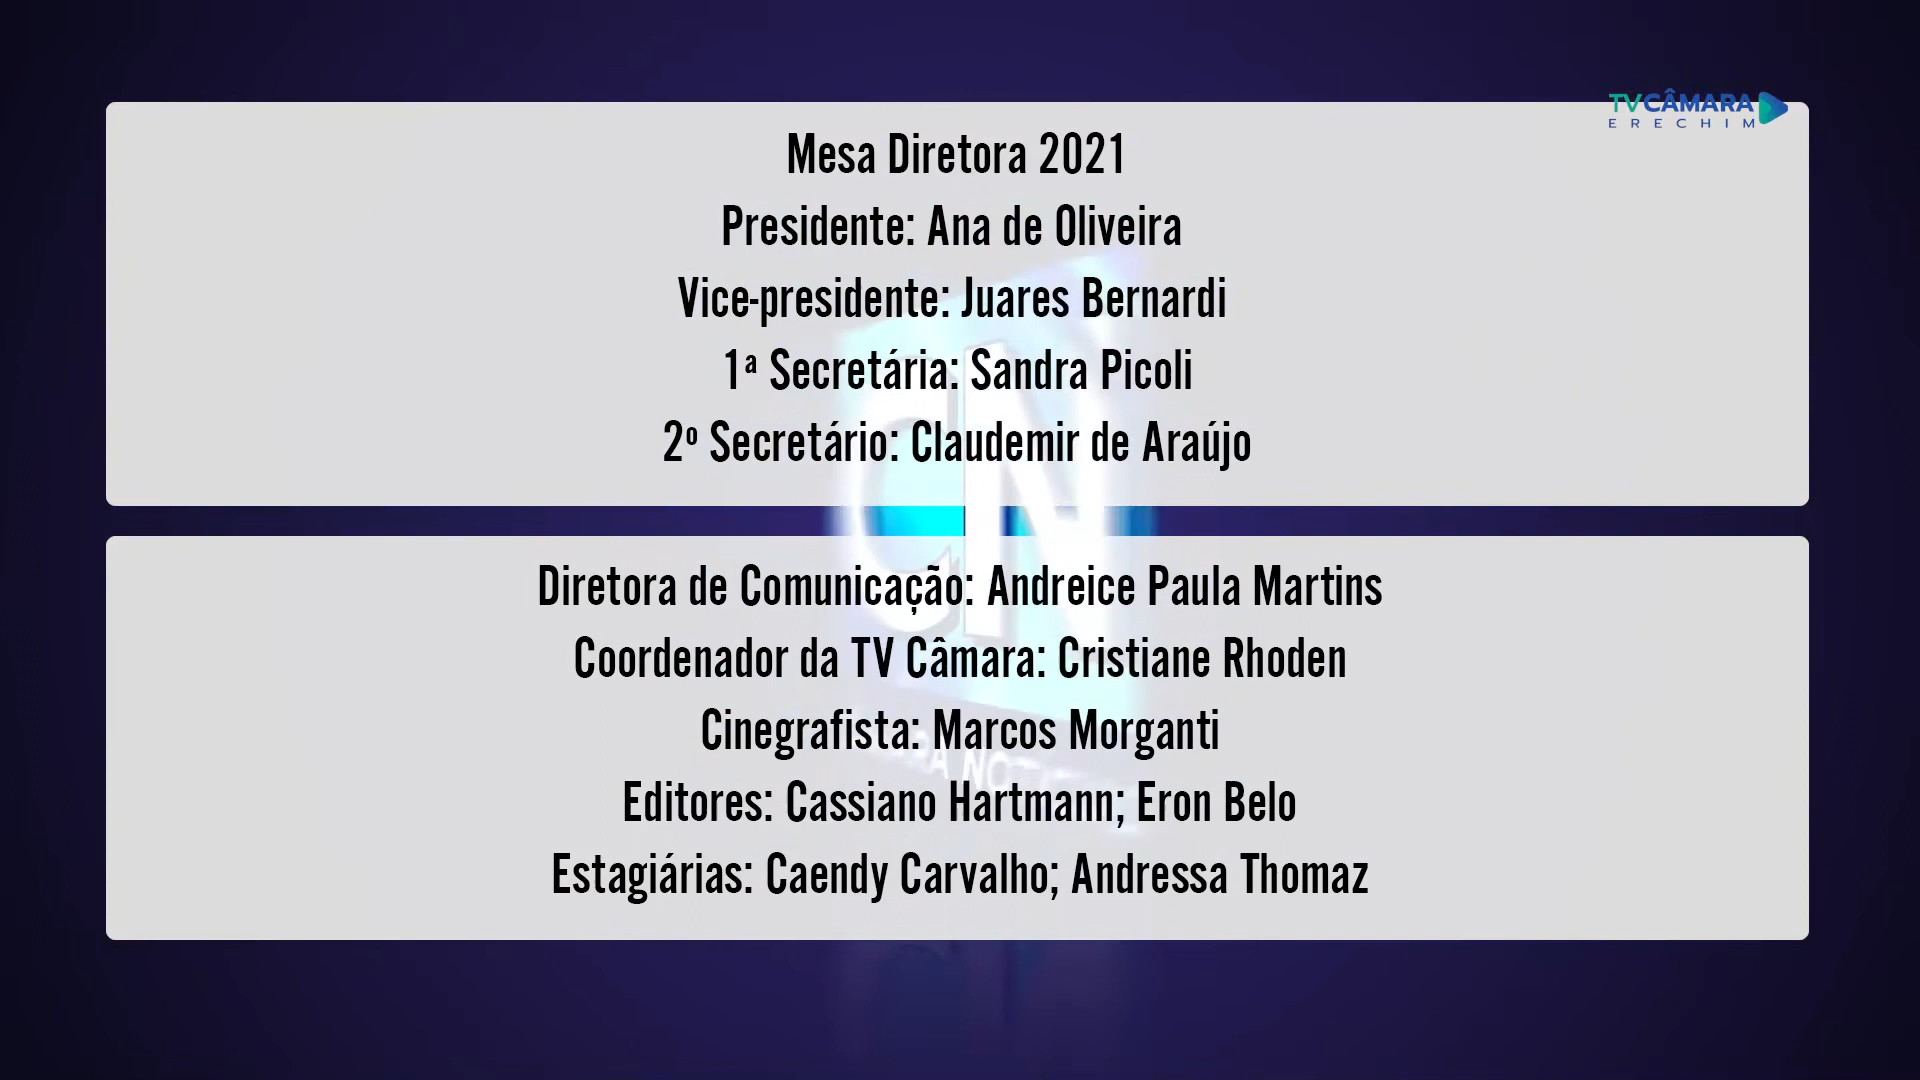 TV CÂMARA
ERECHIM
Mesa Diretora 2021
Presidente: Ana de Oliveira
Vice-presidente: Juares Bernardi
1ª Secretária: Sandra Picoli
2º Secretário: Claudemir de Araújo
CN
Diretora de Comunicação: Andreice Paula Martins
Coordenador da TV Câmara: Cristiane Rhoden
Cinegrafista: Marcos Morganti
Editores: Cassiano Hartmann; Eron Belo
Estagiárias: Caendy Carvalho; Andressa Thomaz